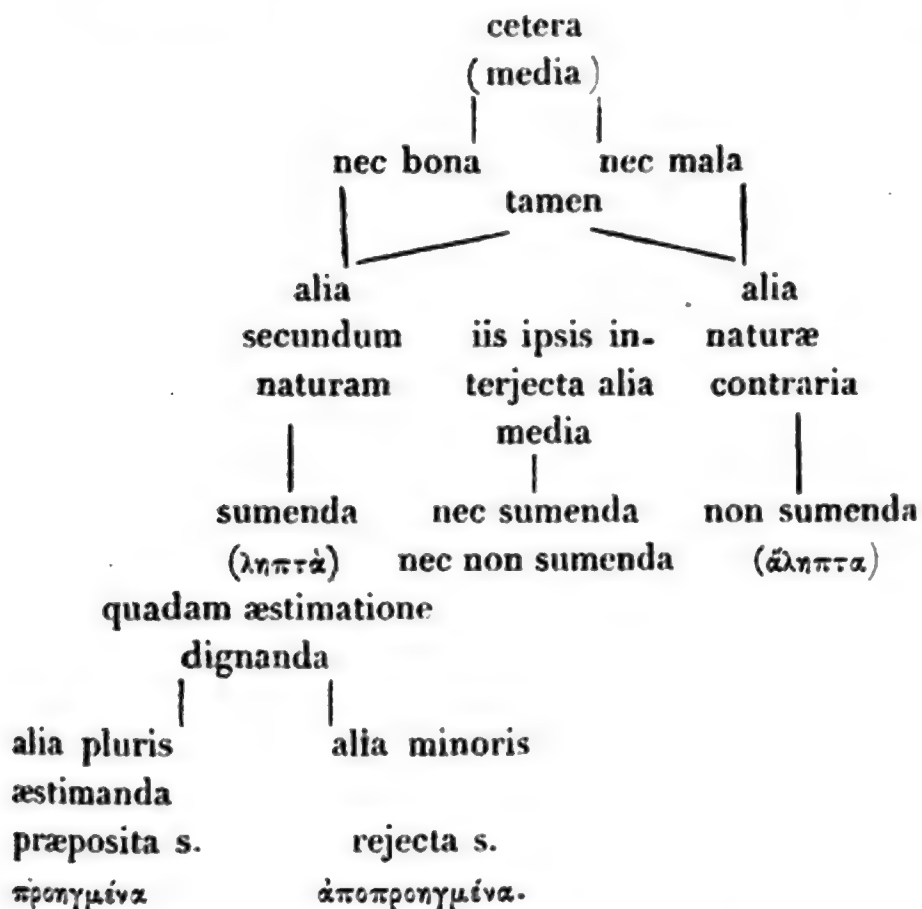 cetera
(media)
nec bona nec mala
tamen
alia alia
secundum iis ipsis in- naturæ
naturam terjecta alia contraria
media
sumenda nec sumenda non sumenda
(ληπτὰ) nec non sumenda (ἄληπτα)
quadam æstimatione
dignanda
alia pluris alia minoris
æstimanda
præposita s. rejecta s.
προηγμένα ἀποπροηγμένα.